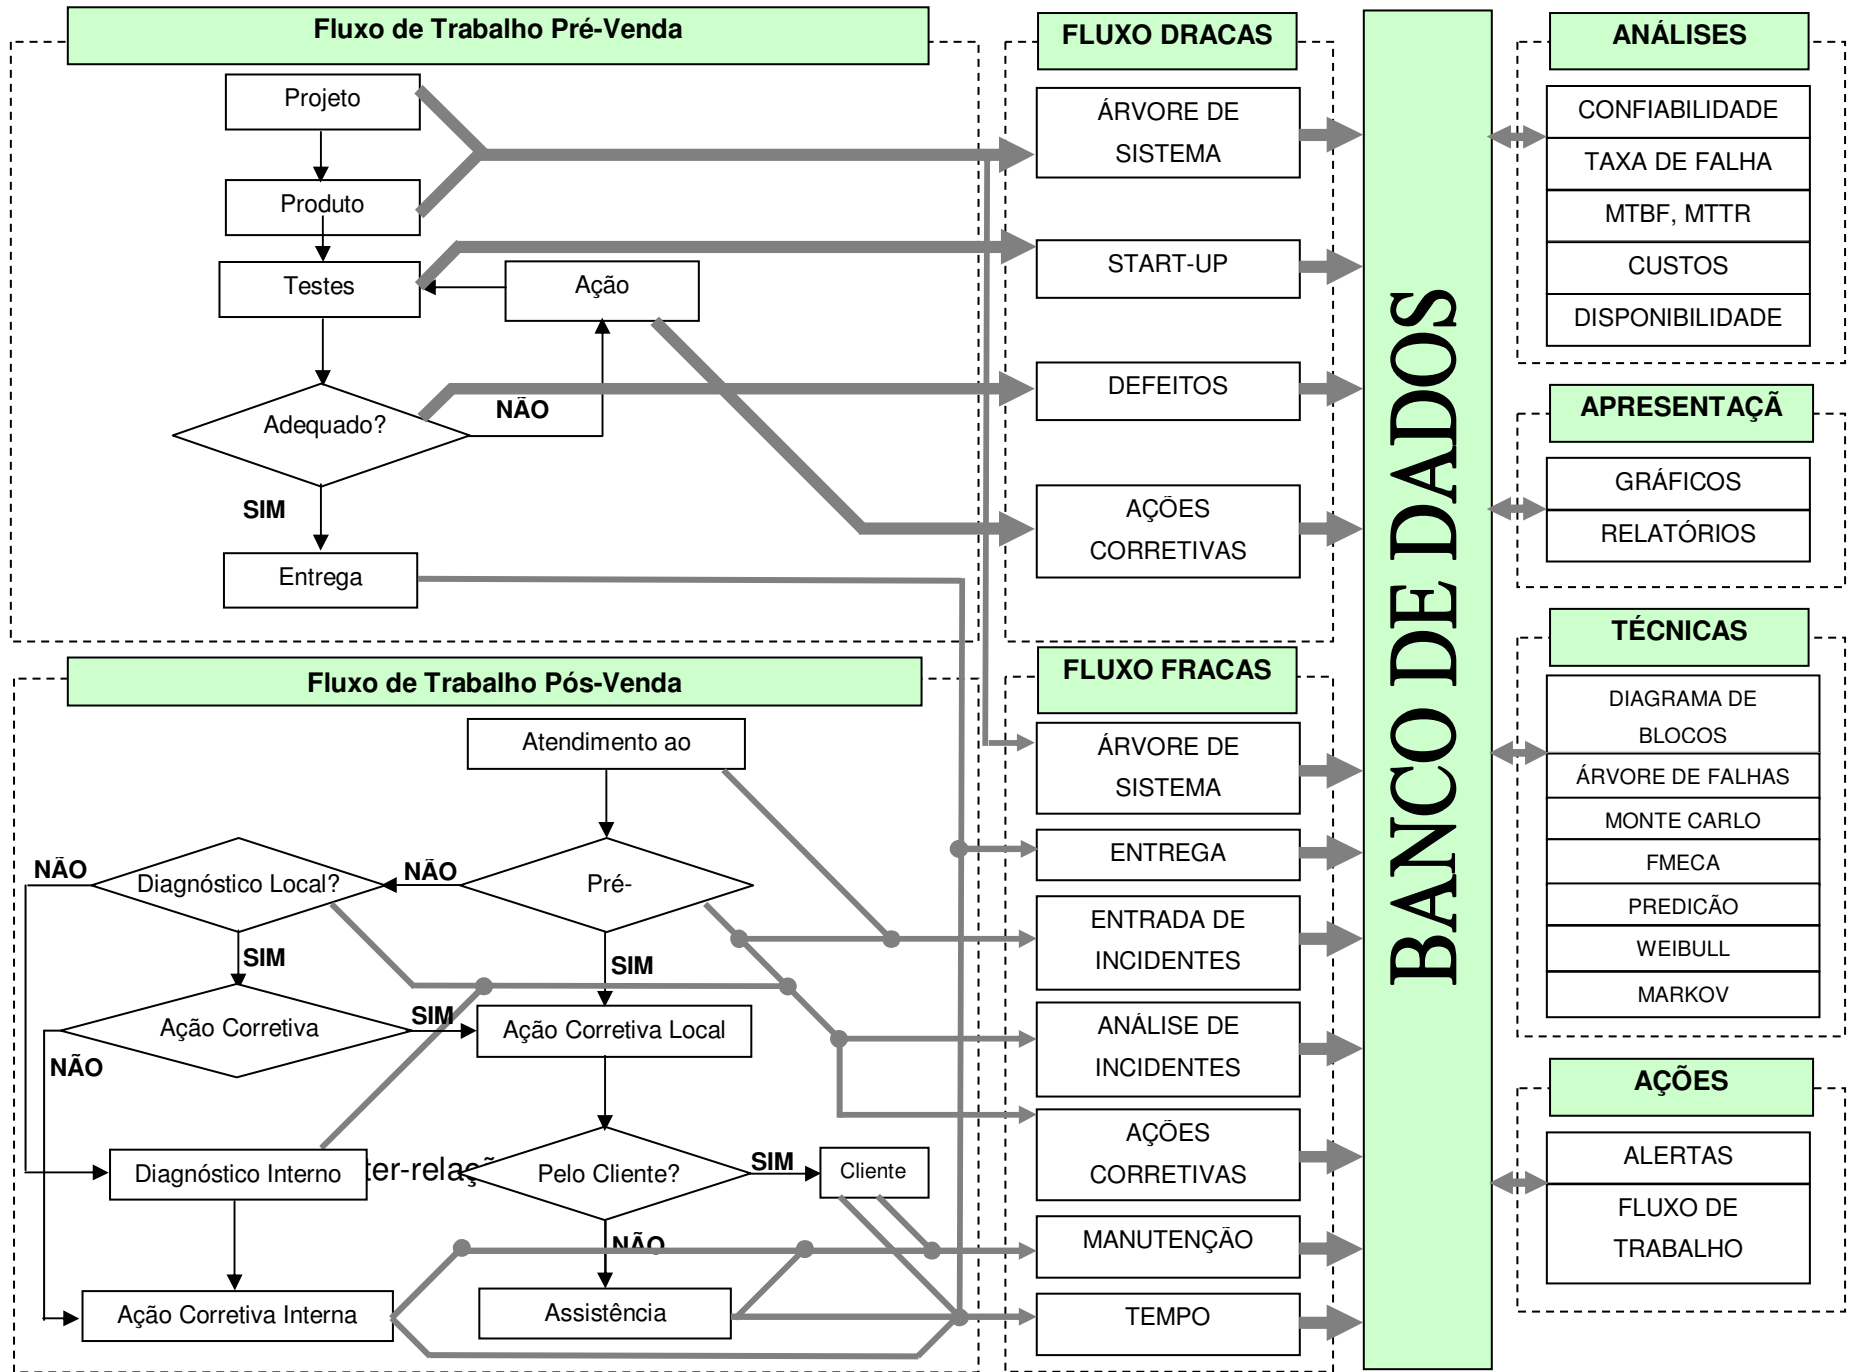 Fluxo de Trabalho Pré-Venda
Projeto
Produto
Testes
Ação
Adequado?
NÃO
SIM
Entrega
Fluxo de Trabalho Pós-Venda
Atendimento ao
NÃO
Diagnóstico Local?
NÃO
Pré-
SIM
SIM
Ação Corretiva
SIM
Ação Corretiva Local
NÃO
Diagnóstico Interno
ter-relaçã
Pelo Cliente?
SIM
Cliente
NÃO
Ação Corretiva Interna
Assistência
FLUXO DRACAS
ÁRVORE DE
SISTEMA
START-UP
DEFEITOS
AÇÕES
CORRETIVAS
FLUXO FRACAS
ÁRVORE DE
SISTEMA
ENTREGA
ENTRADA DE
INCIDENTES
ANÁLISE DE
INCIDENTES
AÇÕES
CORRETIVAS
MANUTENÇÃO
TEMPO
BANCO DE DADOS
ANÁLISES
CONFIABILIDADE
TAXA DE FALHA
MTBF, MTTR
CUSTOS
DISPONIBILIDADE
APRESENTAÇÃ
GRÁFICOS
RELATÓRIOS
TÉCNICAS
DIAGRAMA DE
BLOCOS
ÁRVORE DE FALHAS
MONTE CARLO
FMECA
PREDIÇÃO
WEIBULL
MARKOV
AÇÕES
ALERTAS
FLUXO DE
TRABALHO